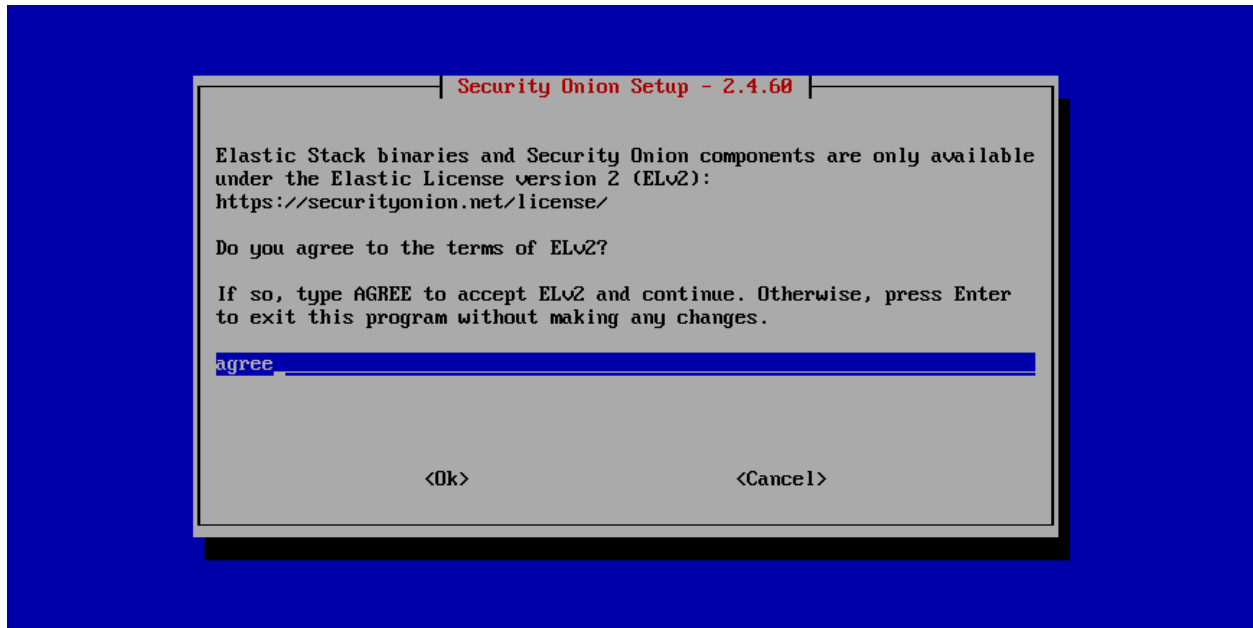 Security Onion Setup - 2.4.60
Elastic Stack binaries and Security Onion components are only available
under the Elastic License version 2 (ELv2):
https://securityonion.net/license/
Do you agree to the terms of ELv2?
If so, type AGREE to accept ELv2 and continue. Otherwise, press Enter
to exit this program without making any changes.
agree
<Ok> <Cancel>